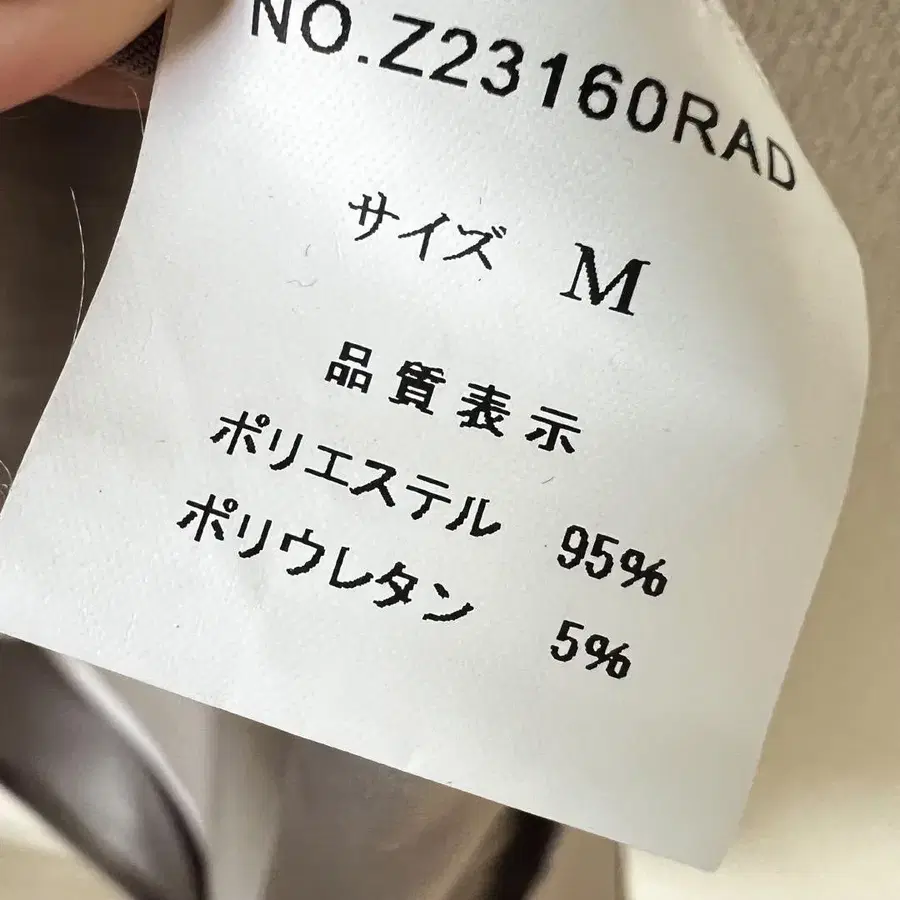 NO.Z23160RAD
サイズ M
品質表示
ポリエステル 95%
ポリウレタン 5%